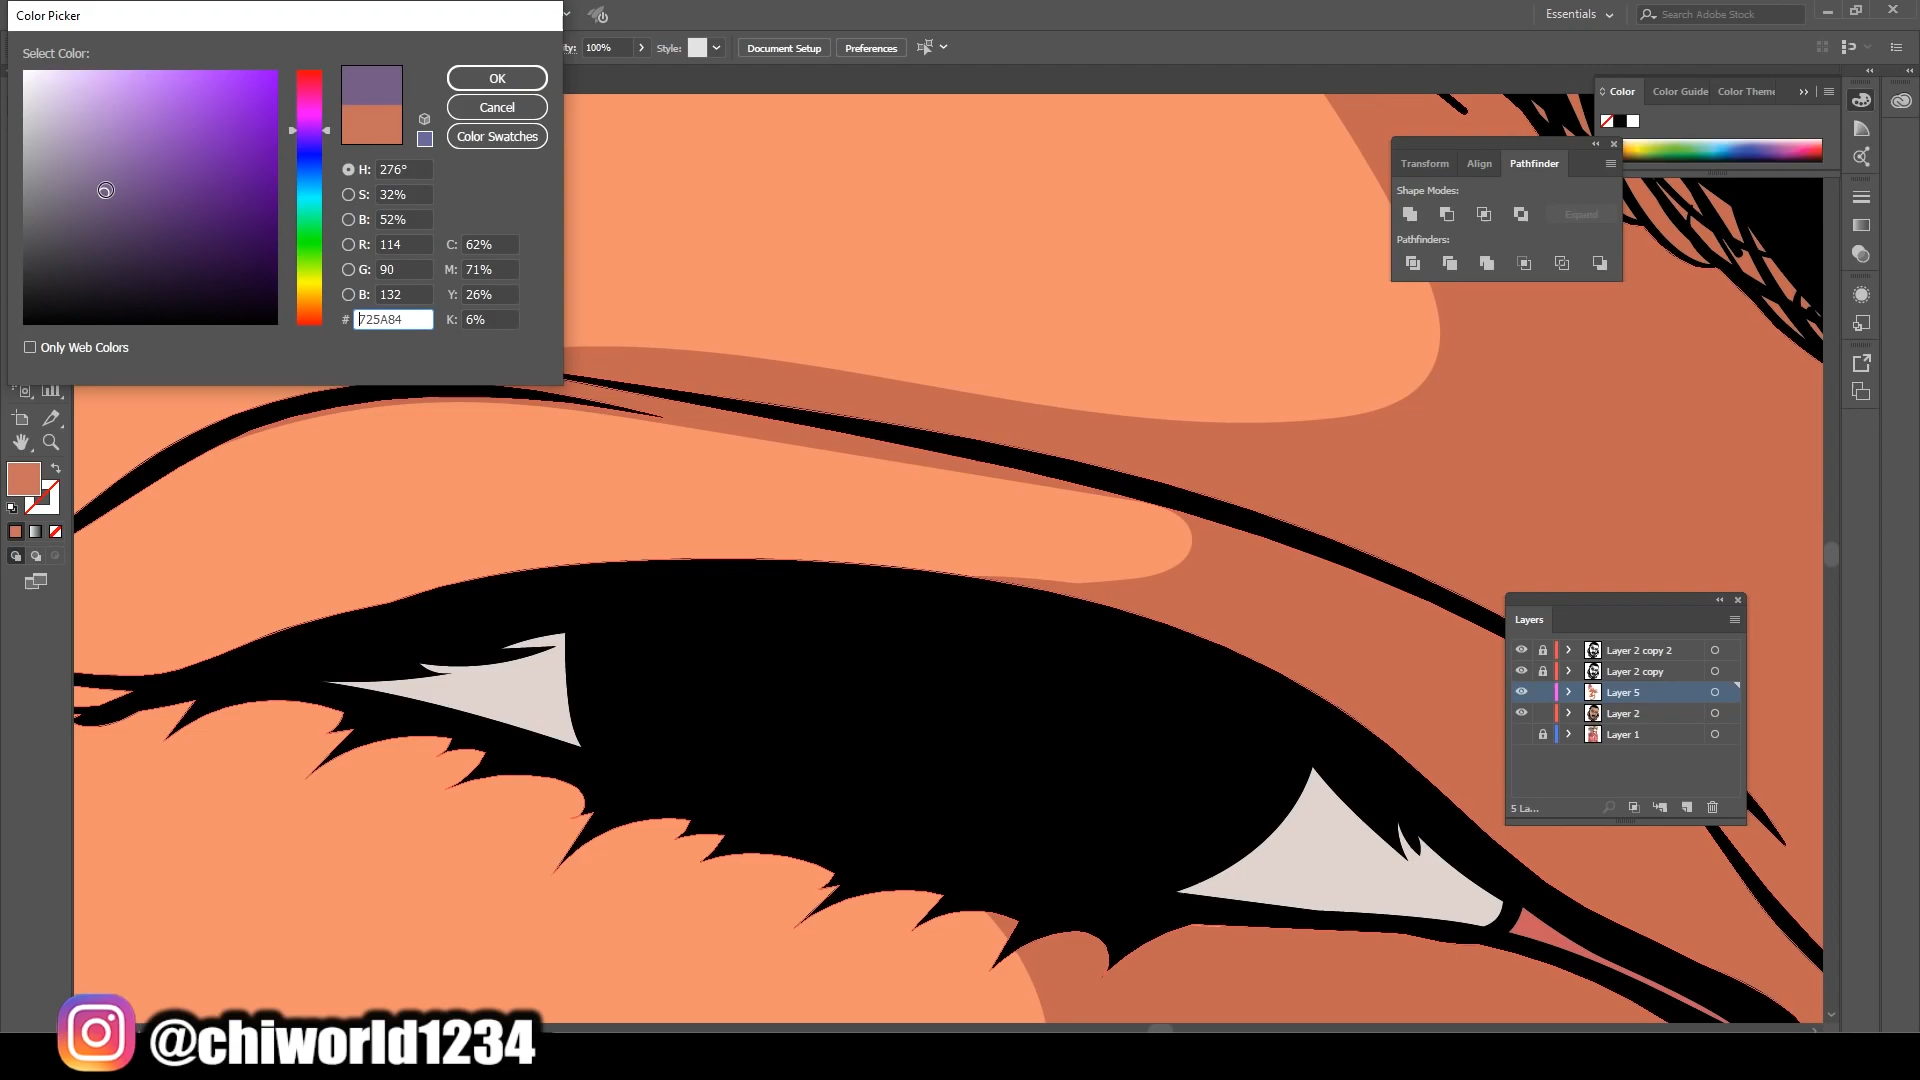 Color Picker
Essentials
Search Adobe Stock
Select Color:
100%
Style:
Document Setup
Preferences
OK
Cancel
Color Swatches
Color
Color Guide
Color Theme
Transform
Align
Pathfinder
Shape Modes:
Expand
Pathfinders:
H: 276°
S: 32%
B: 52%
R: 114
C: 62%
G: 90
M: 71%
B: 132
Y: 26%
# 725A84
K: 6%
Only Web Colors
Layers
Layer 2 copy 2
Layer 2 copy
Layer 5
Layer 2
Layer 1
5 La...
@chiworld1234